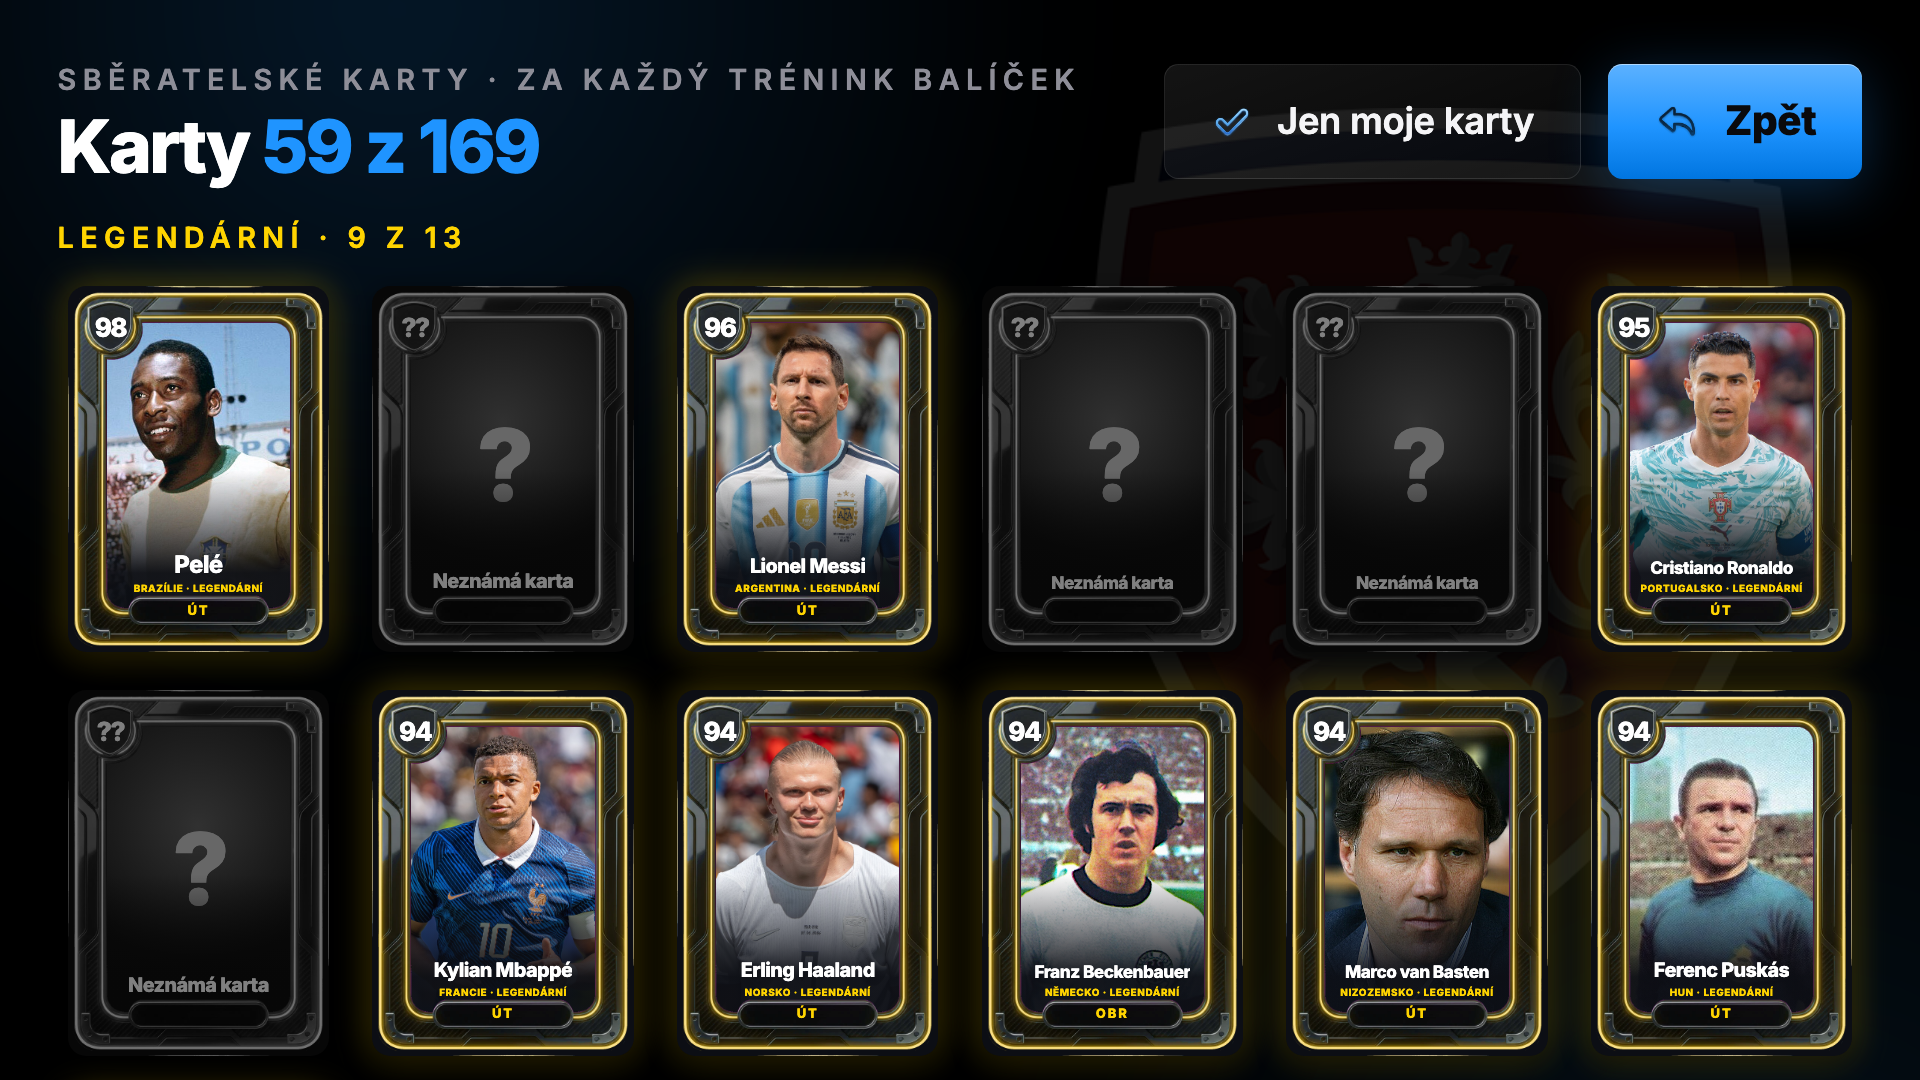 SBĚRATELSKÉ KARTY · ZA KAŽDÝ TRÉNINK BALÍČEK
Karty 59 z 169
Jen moje karty
Zpět
LEGENDÁRNÍ · 9 Z 13
98
Pelé
BRAZÍLIE · LEGENDÁRNÍ
ÚT
??
?
Neznámá karta
96
Lionel Messi
ARGENTINA · LEGENDÁRNÍ
ÚT
??
?
Neznámá karta
??
?
Neznámá karta
95
Cristiano Ronaldo
PORTUGALSKO · LEGENDÁRNÍ
ÚT
??
?
Neznámá karta
94
10
Kylian Mbappé
FRANCIE · LEGENDÁRNÍ
ÚT
94
Erling Haaland
NORSKO · LEGENDÁRNÍ
ÚT
94
Franz Beckenbauer
NĚMECKO · LEGENDÁRNÍ
OBR
94
Marco van Basten
NIZOZEMSKO · LEGENDÁRNÍ
ÚT
94
Ferenc Puskás
HUN · LEGENDÁRNÍ
ÚT